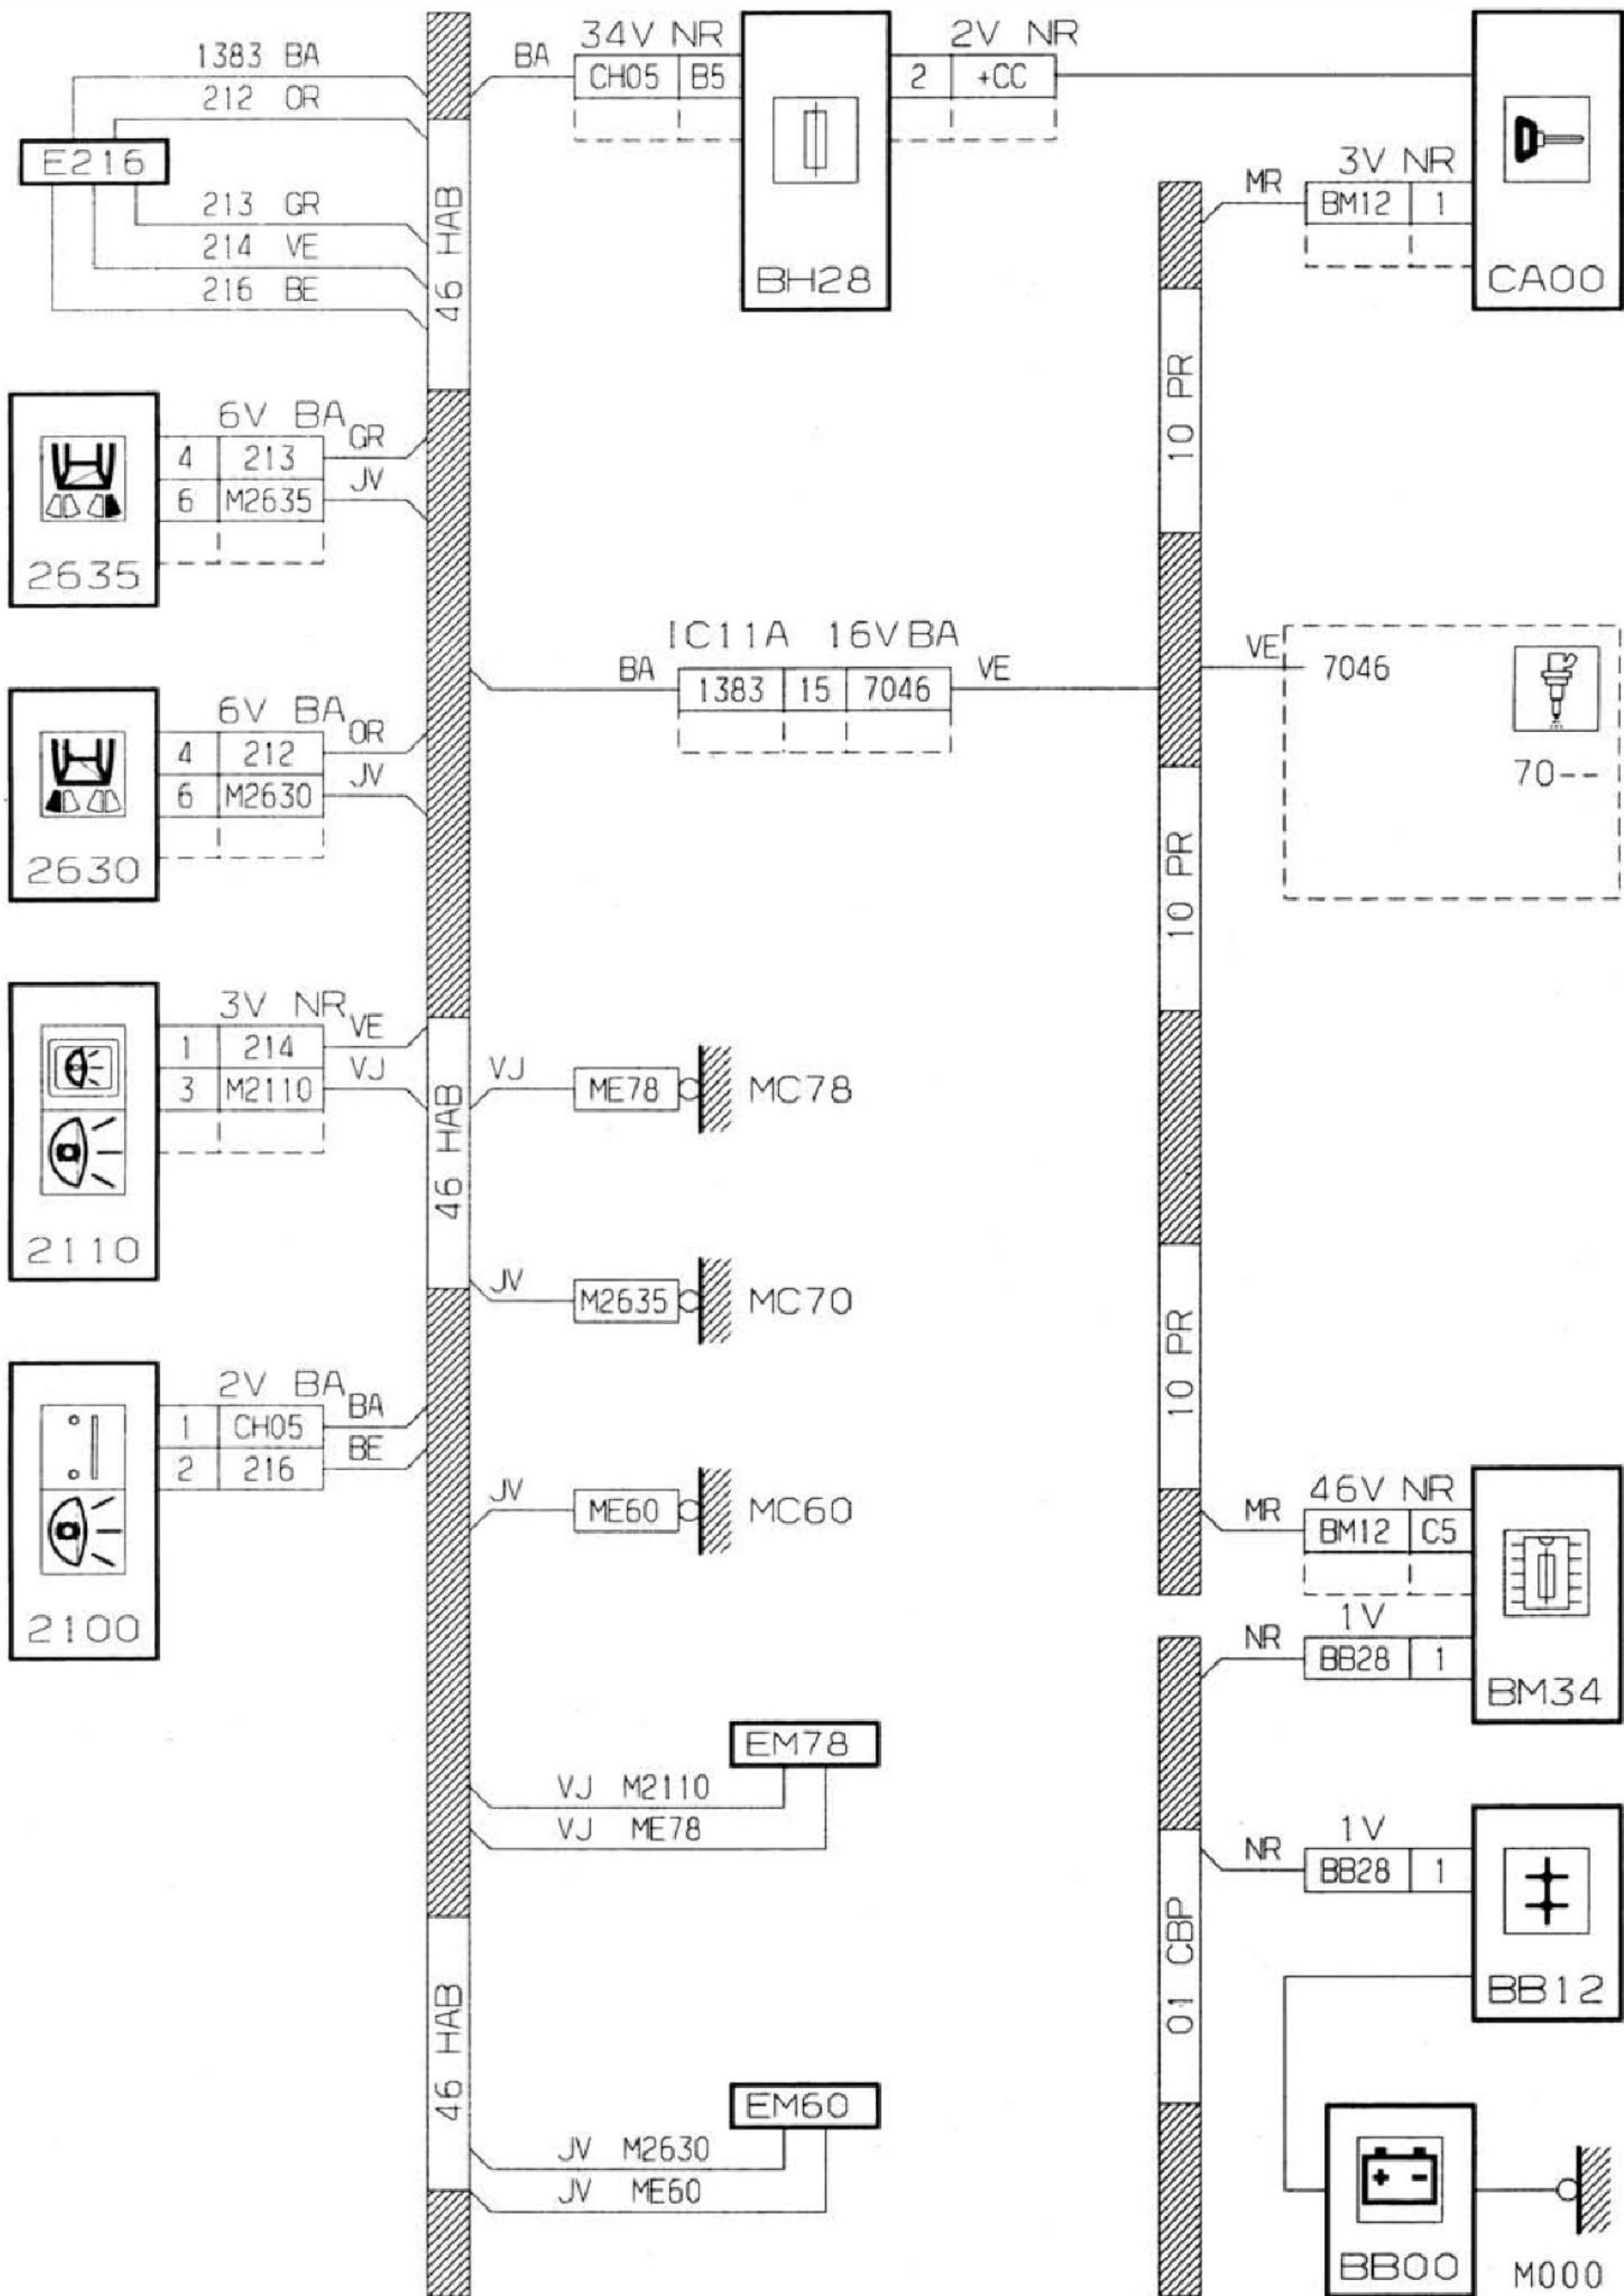 1383 BA
212 OR
E216
213 GR
214 VE
216 BE
46 HAB
BA
34V NR
CH05 B5
BH28
2V NR
2 +CC
CA00
3V NR
MR
BM12 1
10 PR
6V BA
4 213 GR
6 M2635 JV
2635
IC11A 16V BA
BA 1383 15 7046 VE
VE 7046
70--
6V BA
4 212 OR
6 M2630 JV
2630
10 PR
3V NR
1 214 VE
3 M2110 VJ
2110
46 HAB
VJ ME78 MC78
JV M2635 MC70
10 PR
2V BA
1 CH05 BA
2 216 BE
2100
JV ME60 MC60
46V NR
MR BM12 C5
1V
NR BB28 1
BM34
EM78
VJ M2110
VJ ME78
1V
NR BB28 1
BB12
01 CBP
46 HAB
EM60
JV M2630
JV ME60
BB00
M000